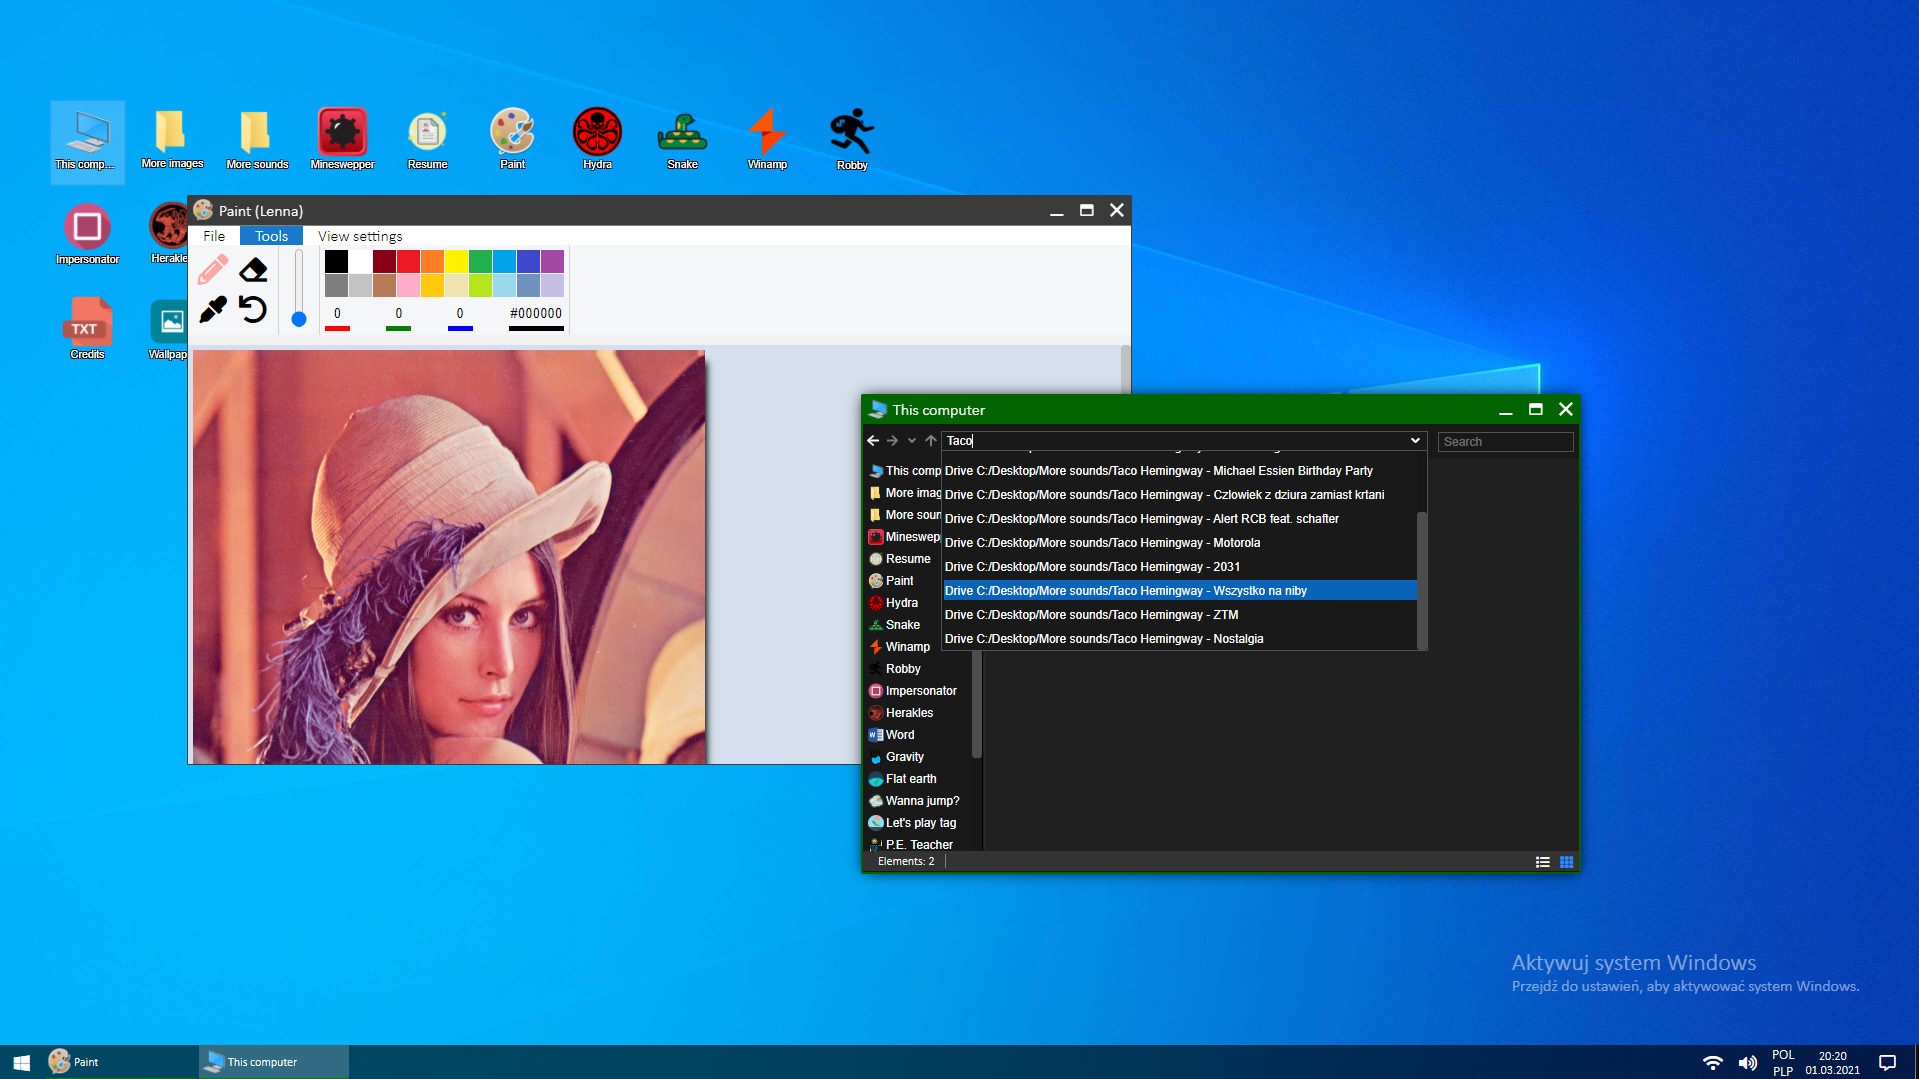 This comp...
More images
More sounds
Mineswepper
Resume
Paint
Hydra
Snake
Winamp
Robby
Impersonator
Herakle
TXT
Credits
Wallpap
Paint (Lenna)
File
Tools
View settings
0
0
0
#000000
This computer
Taco
Search
Drive C:/Desktop/More sounds/Taco Hemingway - Michael Essien Birthday Party
Drive C:/Desktop/More sounds/Taco Hemingway - Czlowiek z dziura zamiast krtani
Drive C:/Desktop/More sounds/Taco Hemingway - Alert RCB feat. schafter
Drive C:/Desktop/More sounds/Taco Hemingway - Motorola
Drive C:/Desktop/More sounds/Taco Hemingway - 2031
Drive C:/Desktop/More sounds/Taco Hemingway - Wszystko na niby
Drive C:/Desktop/More sounds/Taco Hemingway - ZTM
Drive C:/Desktop/More sounds/Taco Hemingway - Nostalgia
This comp
More imag
More soun
Mineswepp
Resume
Paint
Hydra
Snake
Winamp
Robby
Impersonator
Herakles
Word
Gravity
Flat earth
Wanna jump?
Let's play tag
P.E. Teacher
Elements: 2
Aktywuj system Windows
Przejdź do ustawień, aby aktywować system Windows.
Paint
This computer
POL
PLP
20:20
01.03.2021